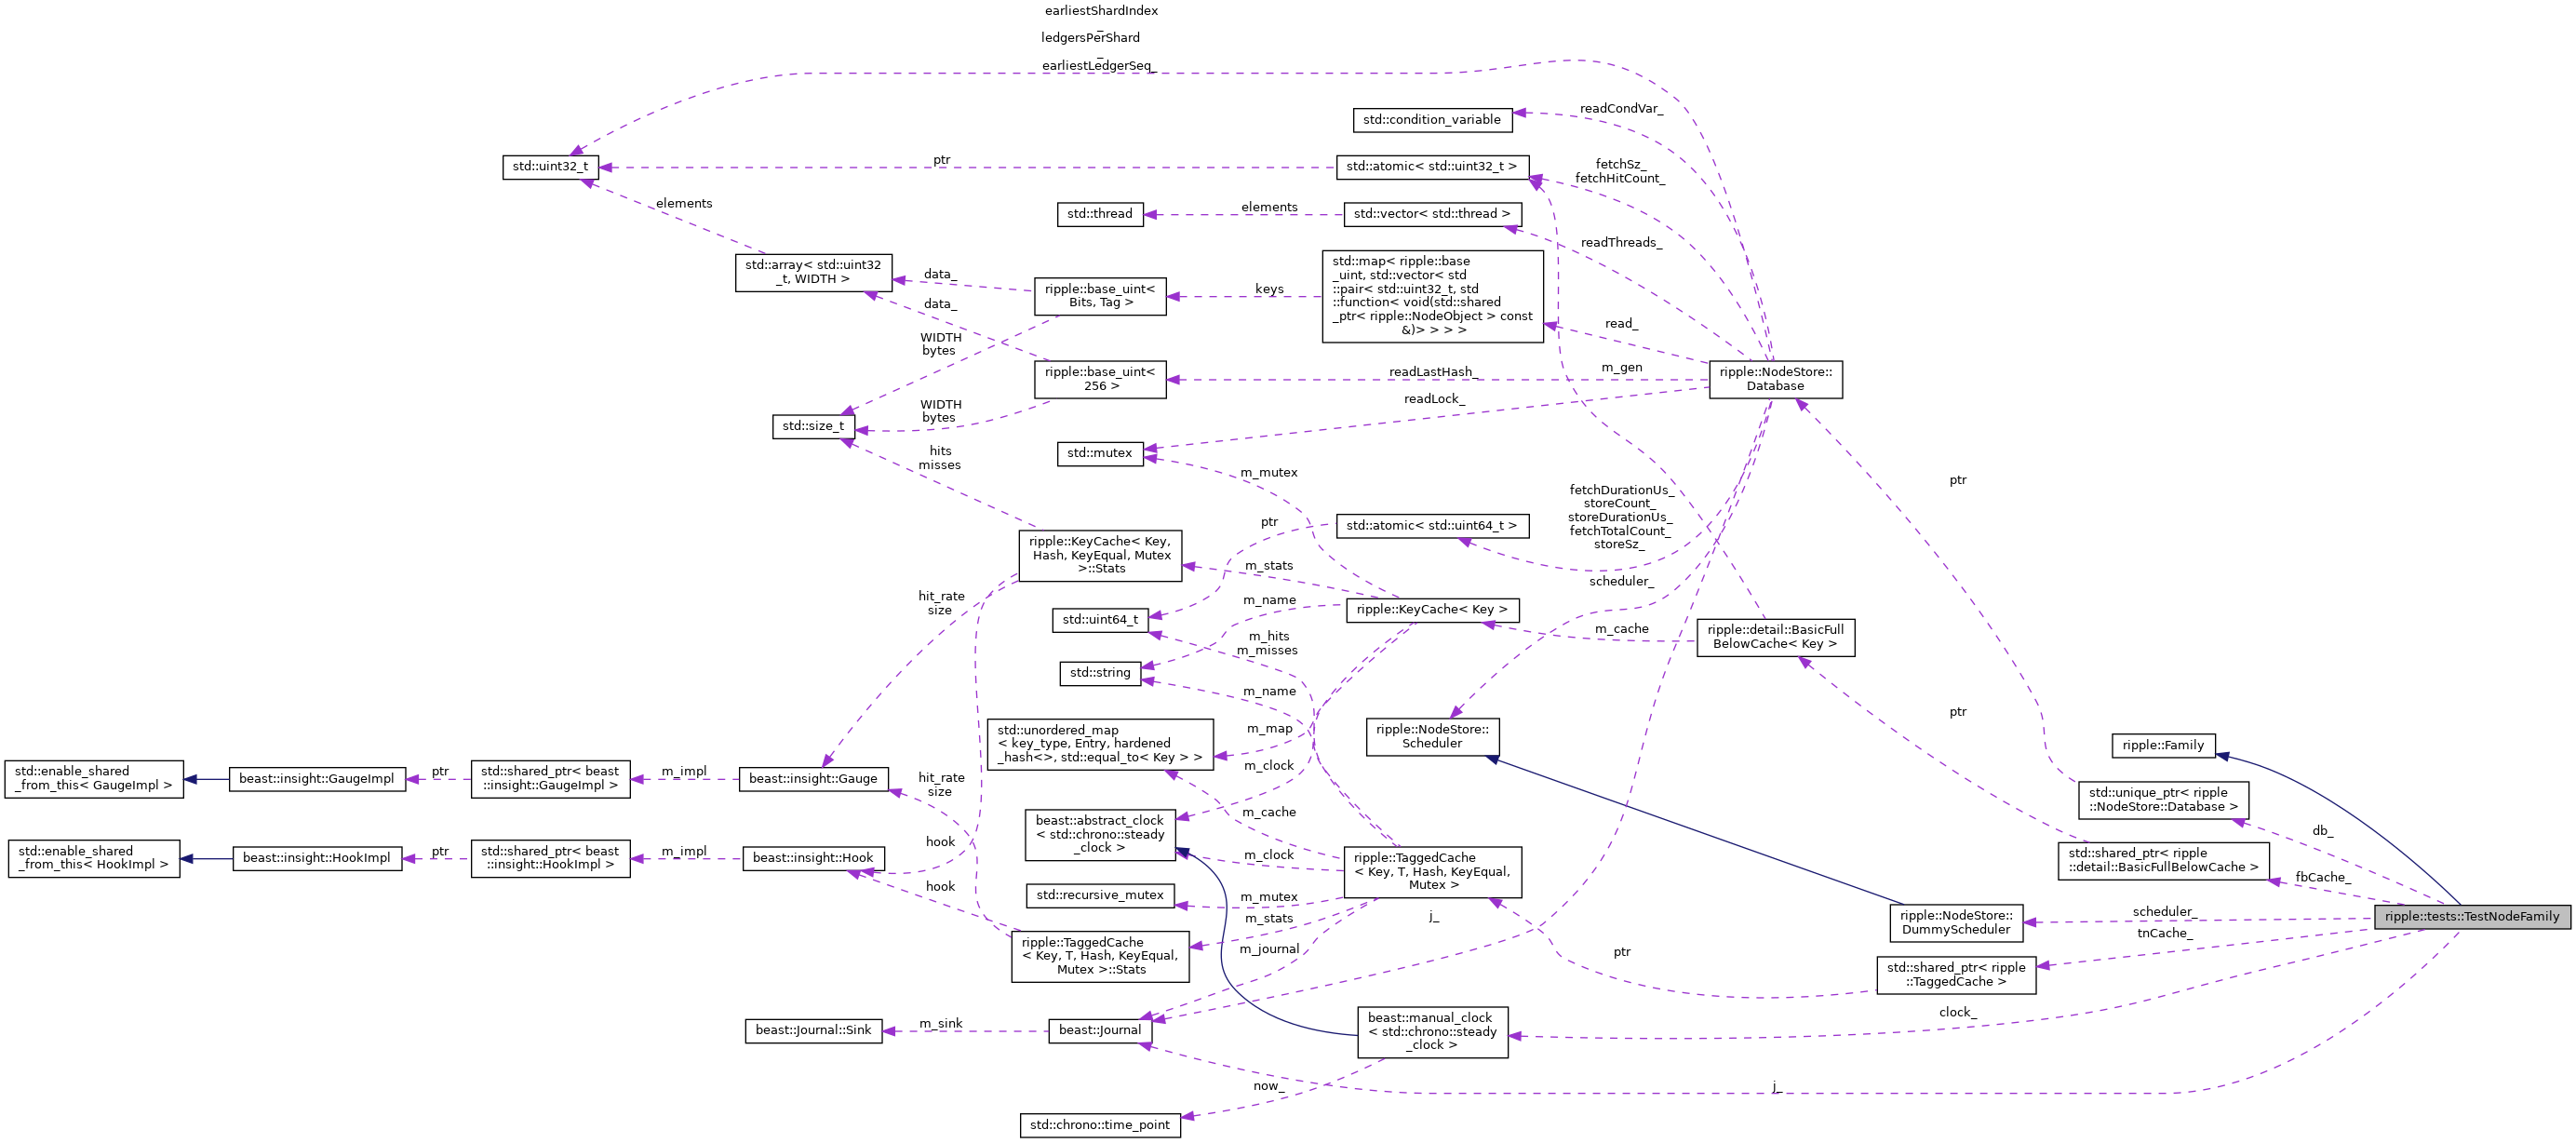 earliestShardIndex
_
ledgersPerShard
_
earliestLedgerSeq_
readCondVar_
std::condition_variable
std::uint32_t
ptr
std::atomic< std::uint32_t >
fetchSz_
fetchHitCount_
elements
std::thread
elements
std::vector< std::thread >
readThreads_
std::array< std::uint32
_t, WIDTH >
data_
data_
ripple::base_uint<
Bits, Tag >
keys
std::map< ripple::base
_uint, std::vector< std
::pair< std::uint32_t, std
::function< void(std::shared
_ptr< ripple::NodeObject > const
&)> > > >
read_
WIDTH
bytes
ripple::base_uint<
256 >
readLastHash_
m_gen
ripple::NodeStore::
Database
readLock_
WIDTH
bytes
std::size_t
hits
misses
std::mutex
m_mutex
ptr
fetchDurationUs_
storeCount_
storeDurationUs_
fetchTotalCount_
storeSz_
ptr
std::atomic< std::uint64_t >
ripple::KeyCache< Key,
Hash, KeyEqual, Mutex
>::Stats
m_stats
scheduler_
hit_rate
size
m_name
ripple::KeyCache< Key >
std::uint64_t
m_hits
m_misses
m_cache
ripple::detail::BasicFull
BelowCache< Key >
std::string
m_name
ptr
std::unordered_map
< key_type, Entry, hardened
_hash<>, std::equal_to< Key > >
m_map
ripple::NodeStore::
Scheduler
ripple::Family
m_clock
std::enable_shared
_from_this< GaugeImpl >
beast::insight::GaugeImpl
ptr
std::shared_ptr< beast
::insight::GaugeImpl >
m_impl
beast::insight::Gauge
hit_rate
size
std::unique_ptr< ripple
::NodeStore::Database >
db_
beast::abstract_clock
< std::chrono::steady
_clock >
m_cache
hook
m_clock
std::enable_shared
_from_this< HookImpl >
beast::insight::HookImpl
ptr
std::shared_ptr< beast
::insight::HookImpl >
m_impl
beast::insight::Hook
hook
ripple::TaggedCache
< Key, T, Hash, KeyEqual,
Mutex >
std::shared_ptr< ripple
::detail::BasicFullBelowCache >
fbCache_
std::recursive_mutex
m_mutex
m_stats
j_
ripple::NodeStore::
DummyScheduler
scheduler_
ripple::tests::TestNodeFamily
tnCache_
ripple::TaggedCache
< Key, T, Hash, KeyEqual,
Mutex >::Stats
m_journal
ptr
std::shared_ptr< ripple
::TaggedCache >
clock_
beast::Journal::Sink
m_sink
beast::Journal
beast::manual_clock
< std::chrono::steady
_clock >
now_
j_
std::chrono::time_point